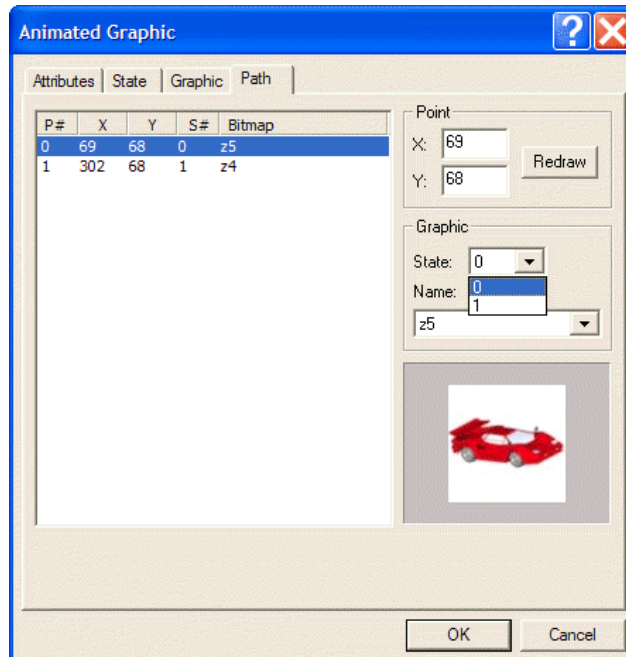 Animated Graphic
Attributes State Graphic Path
P# X Y S# Bitmap
0 69 68 0 z5
1 302 68 1 z4
Point
X: 69
Y: 68
Redraw
Graphic
State: 0
0
1
Name:
z5
OK Cancel